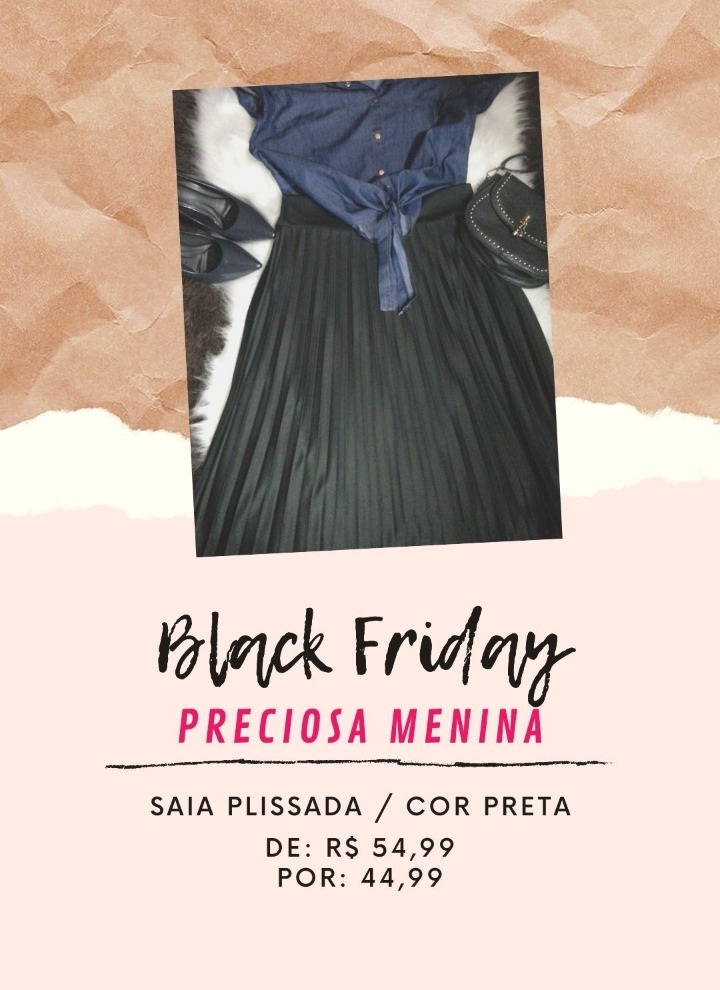 Black Friday
PRECIOSA MENINA
SAIA PLISSADA / COR PRETA
DE: R$ 54,99
POR: 44,99